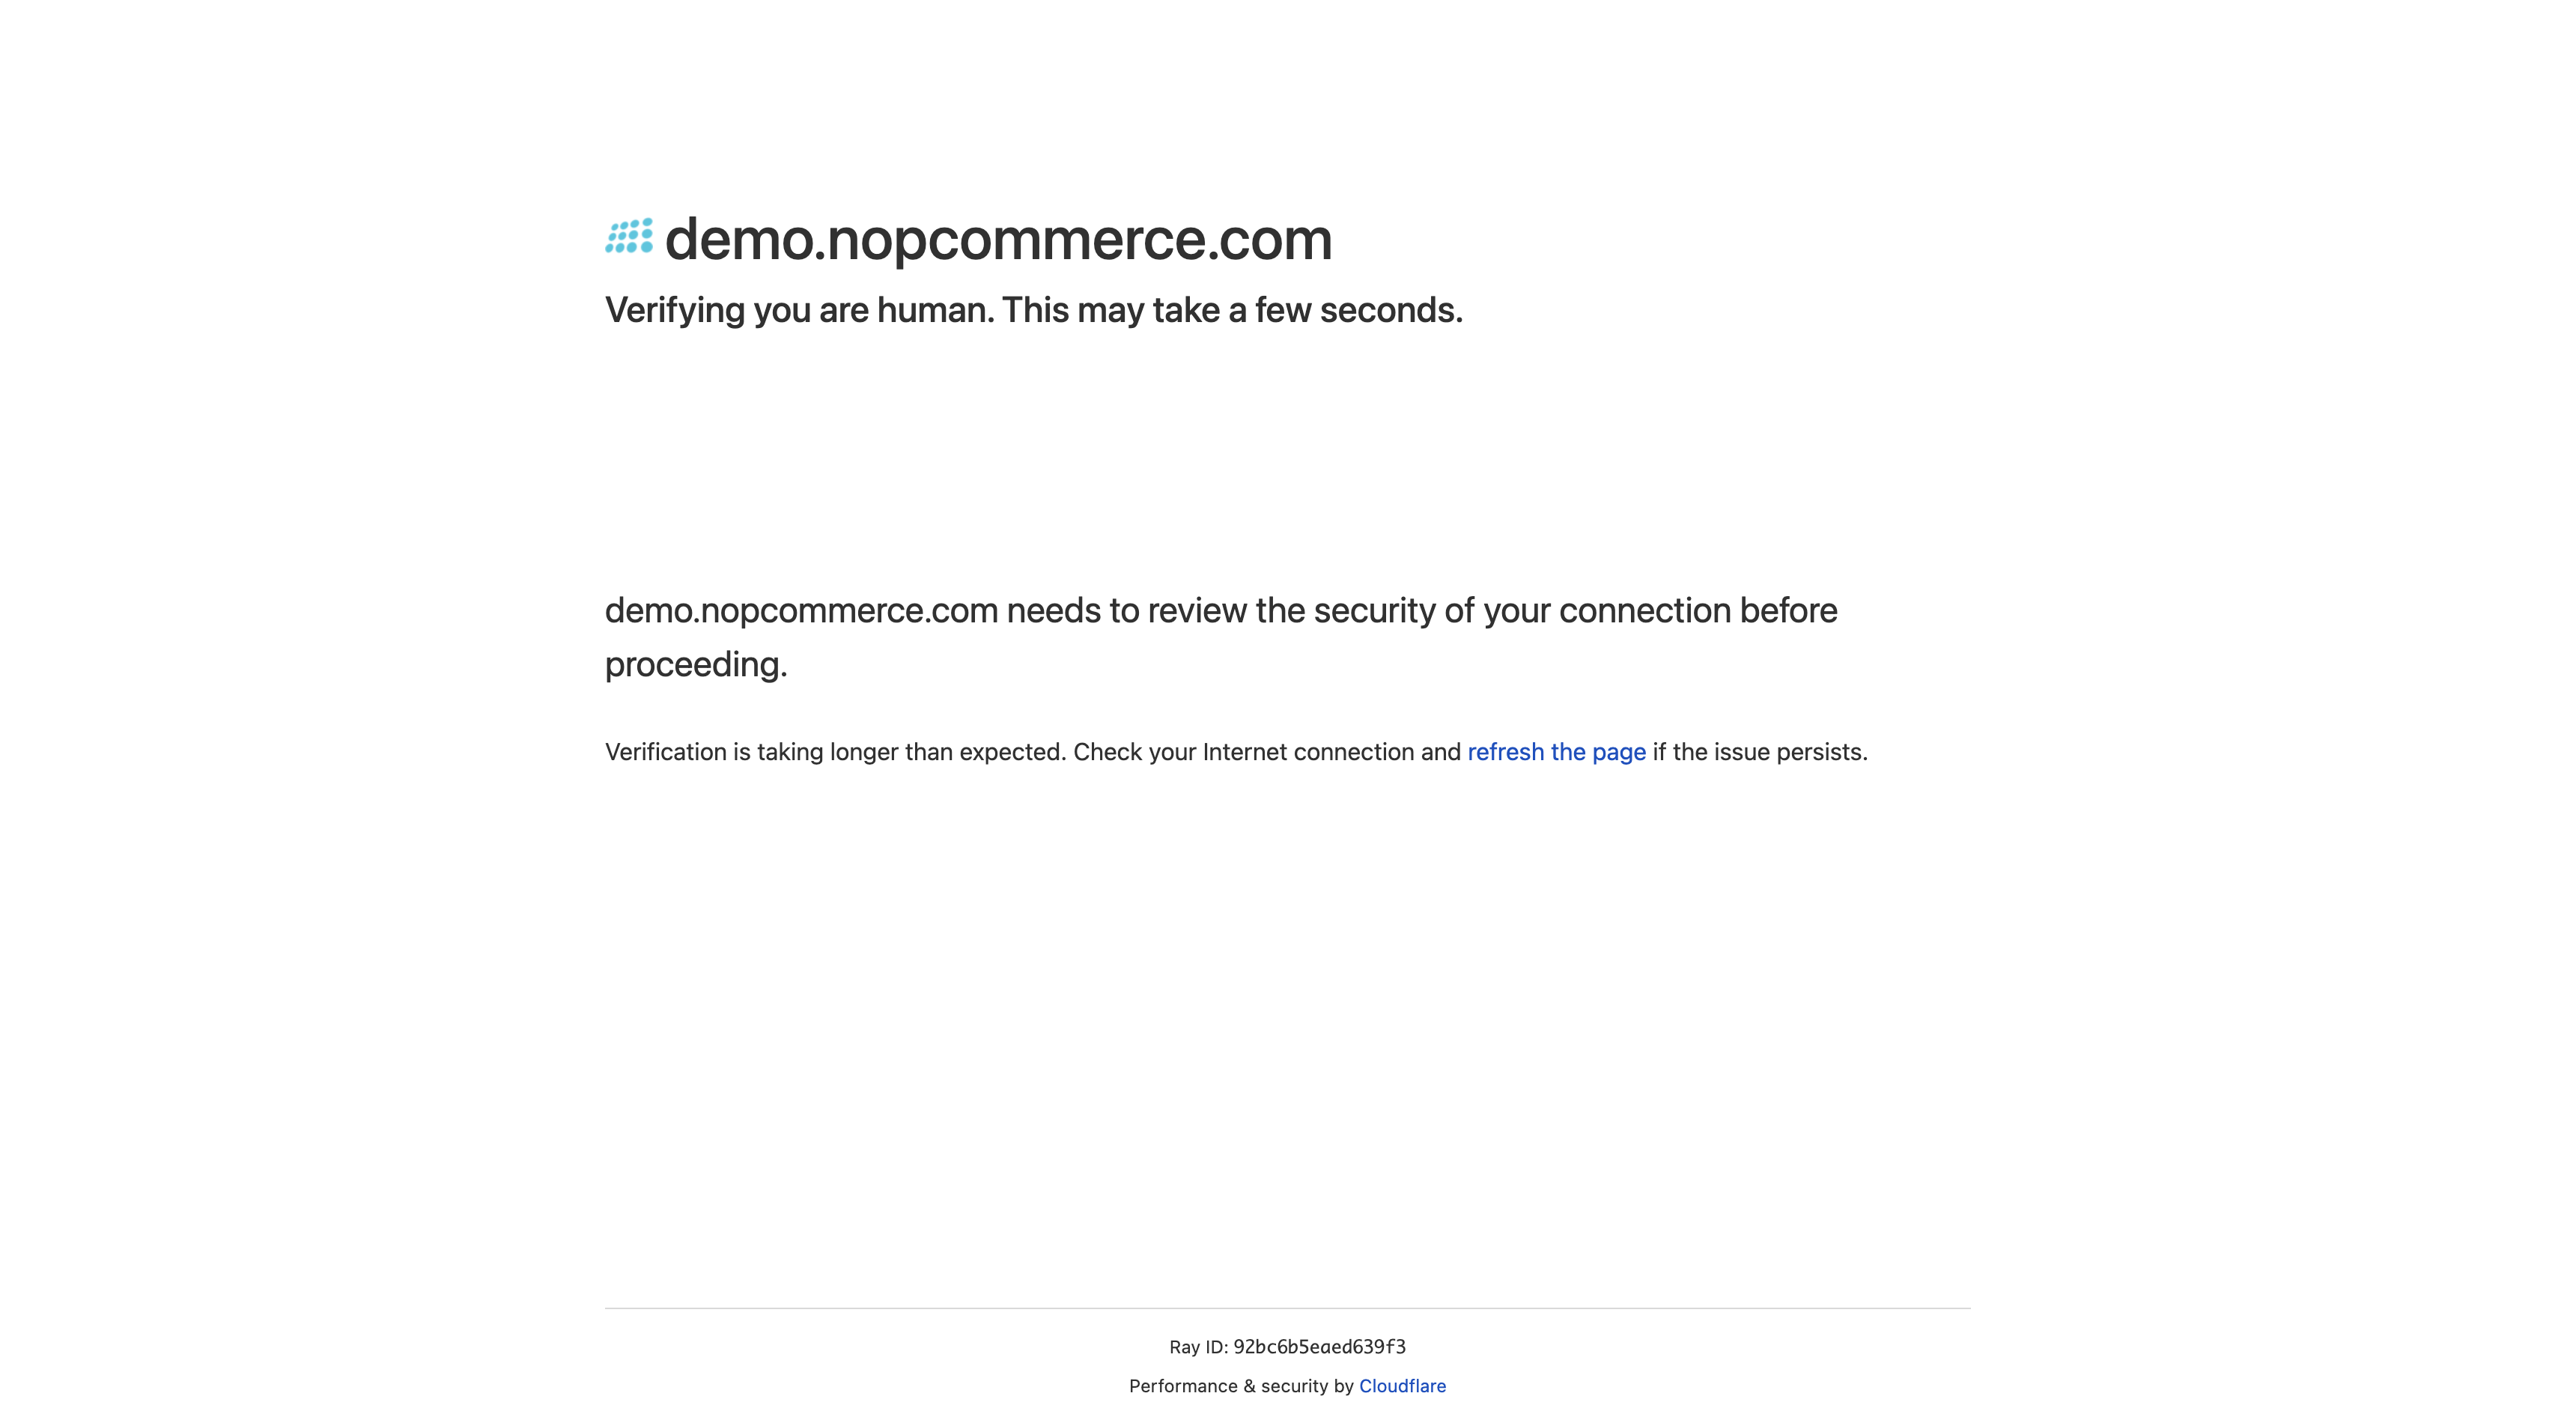 demo.nopcommerce.com
Verifying you are human. This may take a few seconds.
demo.nopcommerce.com needs to review the security of your connection before
proceeding.
Verification is taking longer than expected. Check your Internet connection and refresh the page if the issue persists.
Ray ID: 92bc6b5eaed639f3
Performance & security by Cloudflare